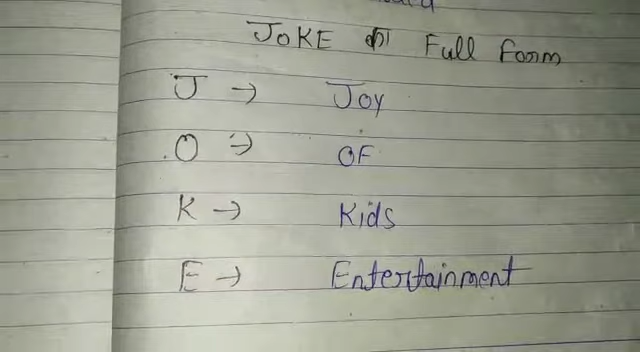 JOKE का Full Form
J → Joy
O → OF
K → Kids
E → Entertainment